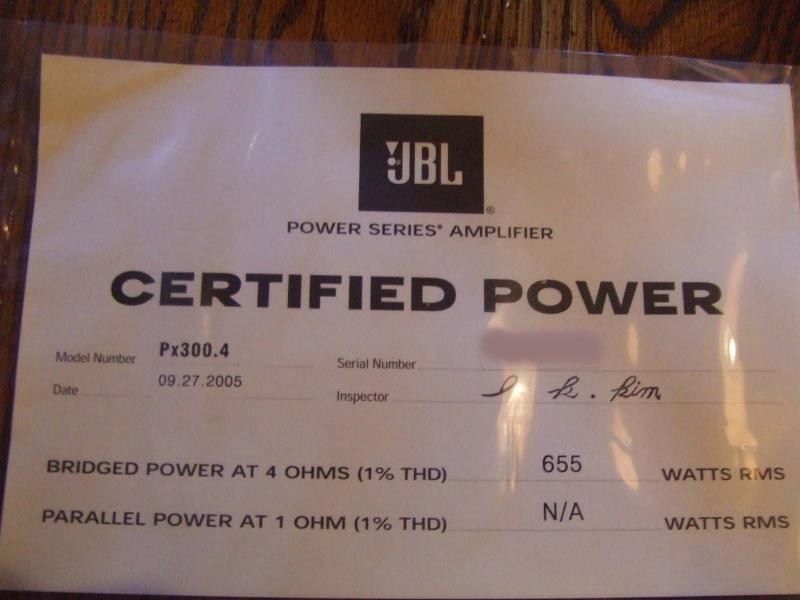 JBL®
POWER SERIES® AMPLIFIER
CERTIFIED POWER
Model Number Px300.4 Serial Number
Date 09.27.2005 Inspector k. kim
BRIDGED POWER AT 4 OHMS (1% THD) 655 WATTS RMS
PARALLEL POWER AT 1 OHM (1% THD) N/A WATTS RMS